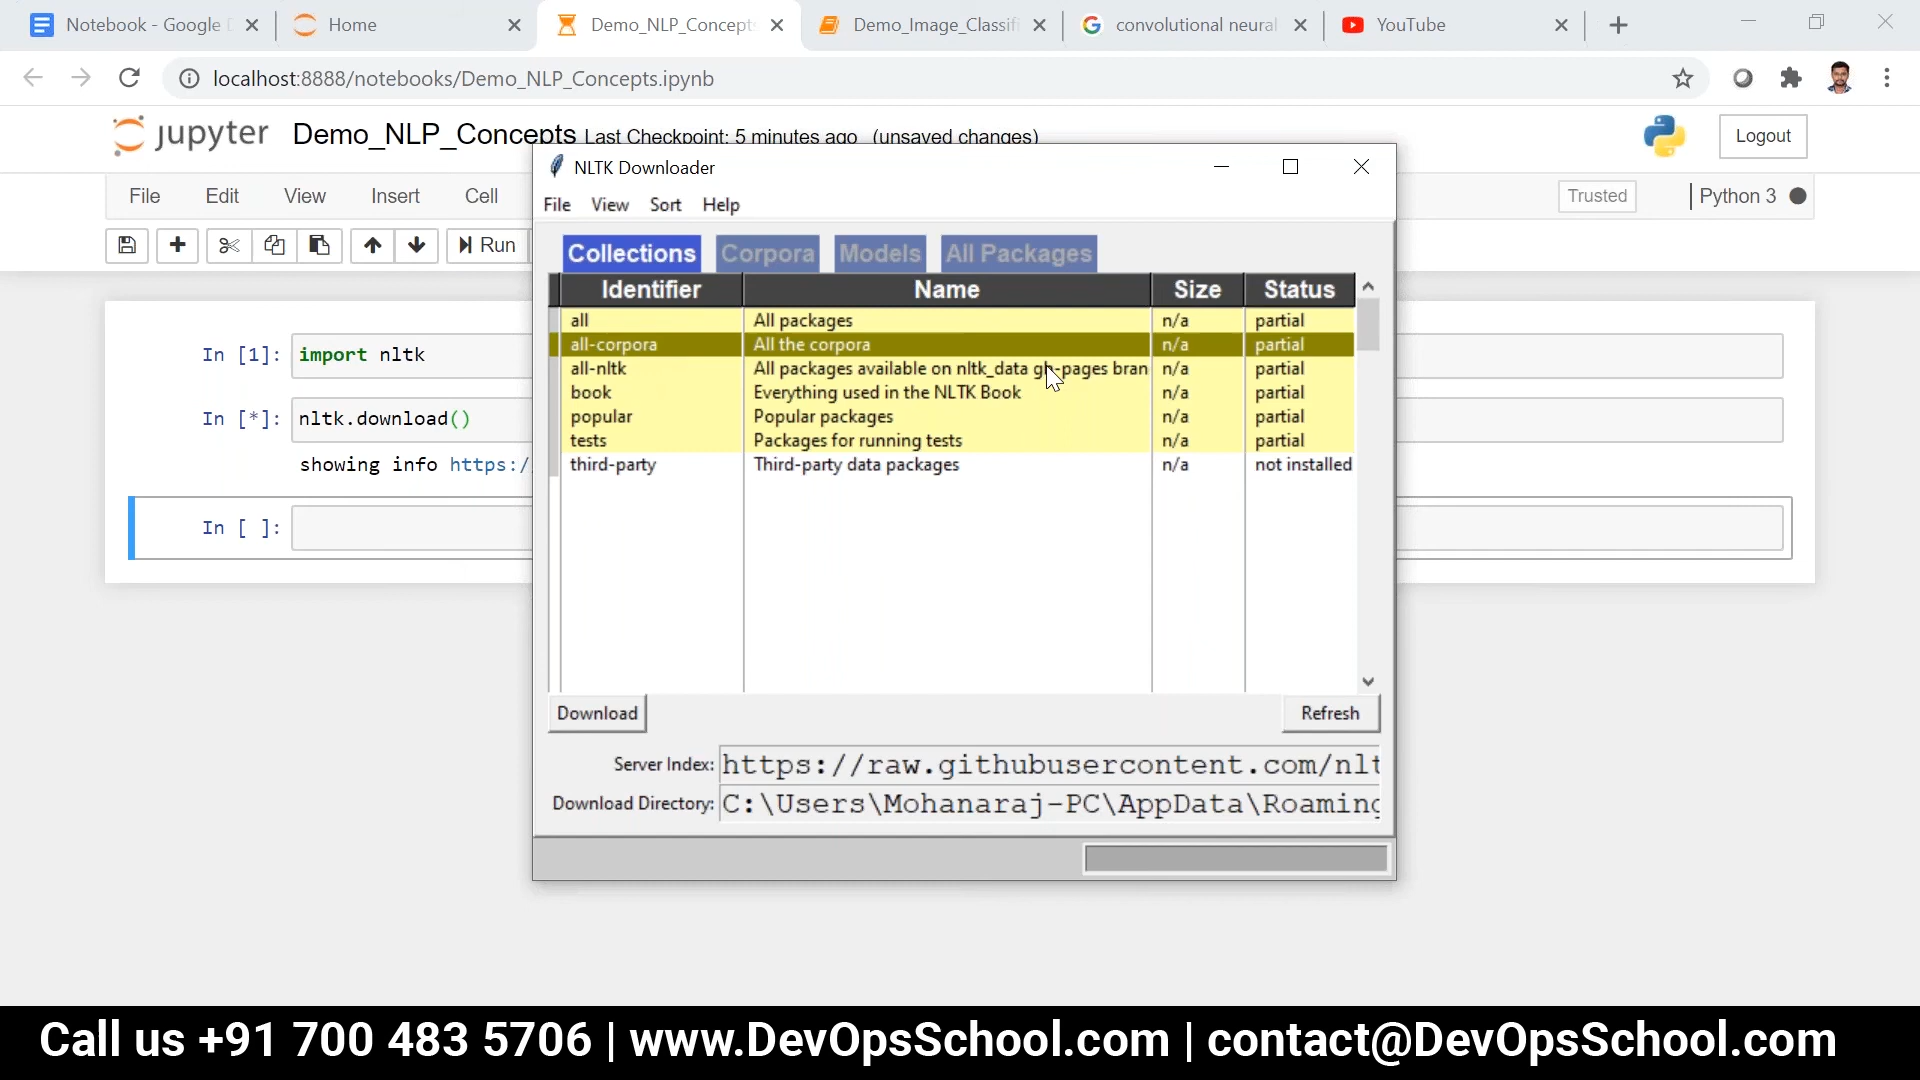 Notebook - Google
Home
Demo_NLP_Concept
Demo_Image_Classifi
convolutional neural
YouTube
localhost:8888/notebooks/Demo_NLP_Concepts.ipynb
jupyter Demo_NLP_Concepts Last Checkpoint: 5 minutes ago (unsaved changes)
Logout
File Edit View Insert Cell
Trusted
Python 3
Run
In [1]: import nltk
In [*]: nltk.download()
showing info https:/
In [ ]:
NLTK Downloader
File View Sort Help
Collections Corpora Models All Packages
Identifier Name Size Status
all All packages n/a partial
all-corpora All the corpora n/a partial
all-nltk All packages available on nltk_data gh-pages bran n/a partial
book Everything used in the NLTK Book n/a partial
popular Popular packages n/a partial
tests Packages for running tests n/a partial
third-party Third-party data packages n/a not installed
Download
Refresh
Server Index: https://raw.githubusercontent.com/nlt
Download Directory: C:\Users\Mohanaraj-PC\AppData\Roaming
Call us +91 700 483 5706 | www.DevOpsSchool.com | contact@DevOpsSchool.com